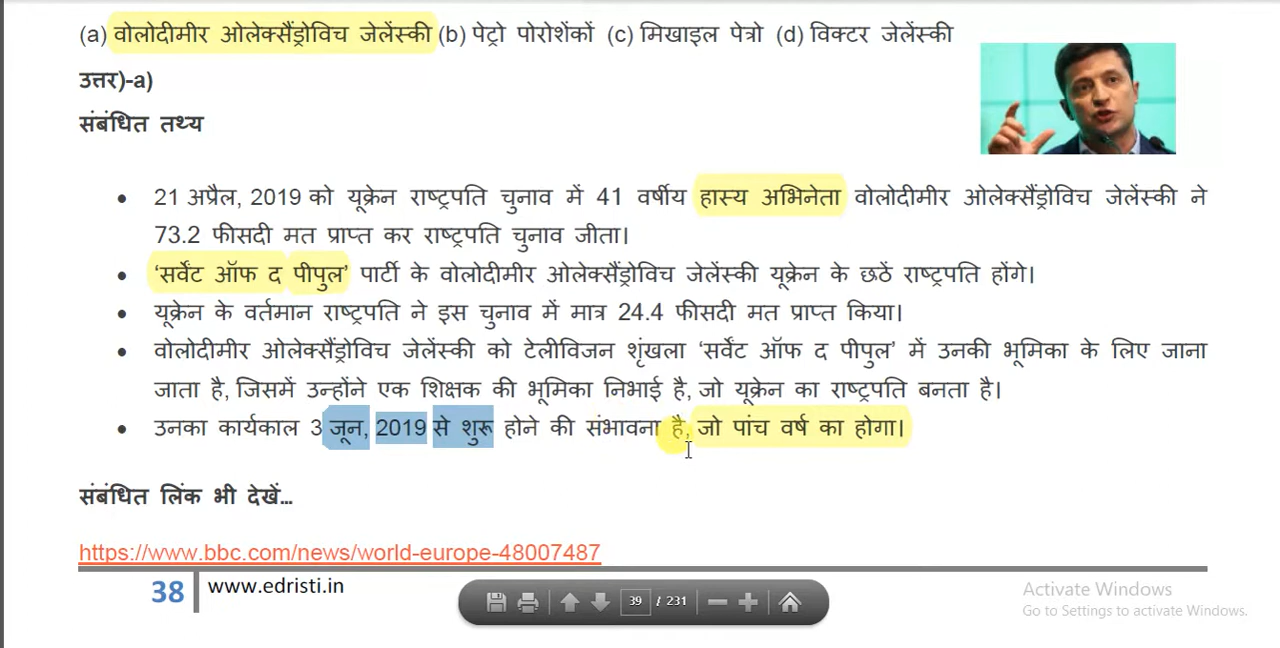 (a) वोलोदीमीर ओलेक्सैंड्रोविच जेलेंस्की (b) पेट्रो पोरोशेंकों (c) मिखाइल पेत्रो (d) विक्टर जेलेंस्की
उत्तर)-a)
संबंधित तथ्य
• 21 अप्रैल, 2019 को यूक्रेन राष्ट्रपति चुनाव में 41 वर्षीय हास्य अभिनेता वोलोदीमीर ओलेक्सैंड्रोविच जेलेंस्की ने
73.2 फीसदी मत प्राप्त कर राष्ट्रपति चुनाव जीता।
• ‘सर्वेंट ऑफ द पीपुल’ पार्टी के वोलोदीमीर ओलेक्सैंड्रोविच जेलेंस्की यूक्रेन के छठें राष्ट्रपति होंगे।
• यूक्रेन के वर्तमान राष्ट्रपति ने इस चुनाव में मात्र 24.4 फीसदी मत प्राप्त किया।
• वोलोदीमीर ओलेक्सैंड्रोविच जेलेंस्की को टेलीविजन शृंखला ‘सर्वेंट ऑफ द पीपुल’ में उनकी भूमिका के लिए जाना
जाता है, जिसमें उन्होंने एक शिक्षक की भूमिका निभाई है, जो यूक्रेन का राष्ट्रपति बनता है।
• उनका कार्यकाल 3 जून, 2019 से शुरू होने की संभावना है, जो पांच वर्ष का होगा।
संबंधित लिंक भी देखें...
https://www.bbc.com/news/world-europe-48007487
38 www.edristi.in
39 / 231
Activate Windows
Go to Settings to activate Windows.